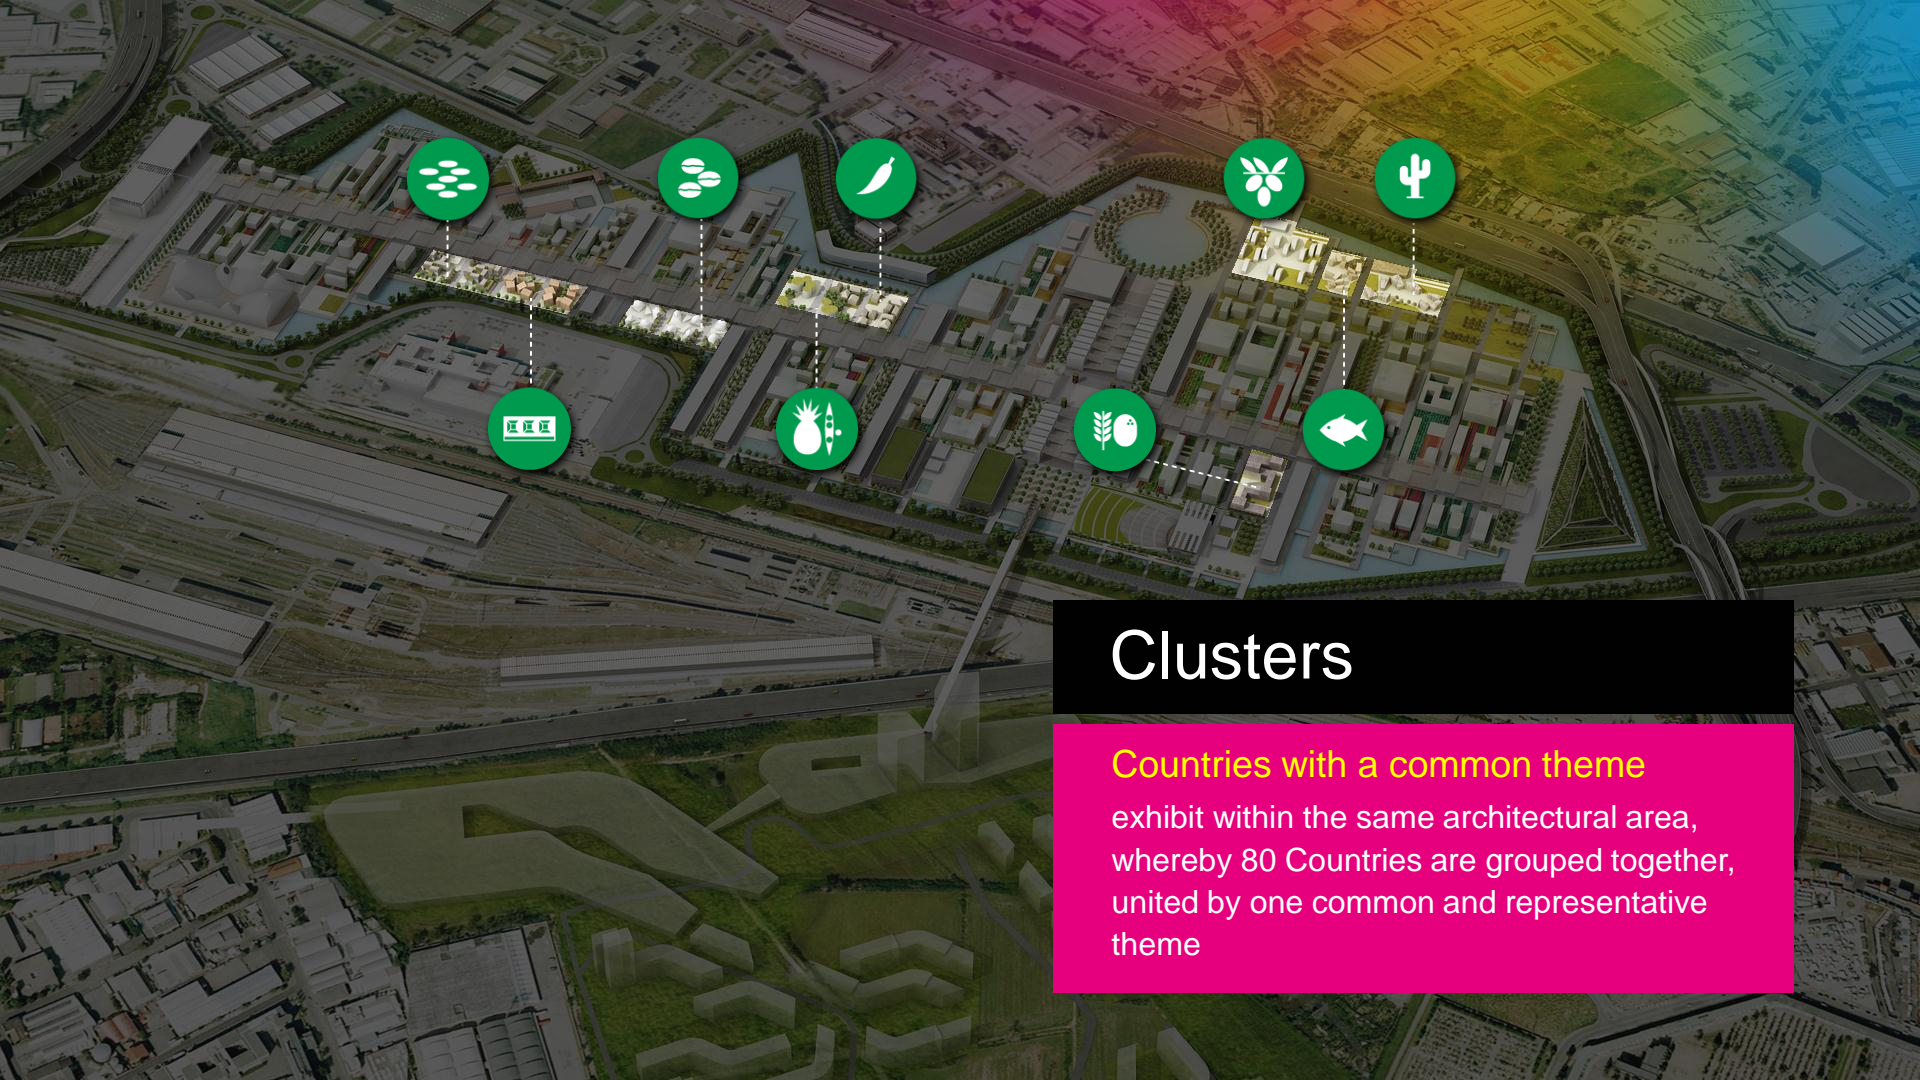 Clusters
Countries with a common theme
exhibit within the same architectural area,
whereby 80 Countries are grouped together,
united by one common and representative
theme